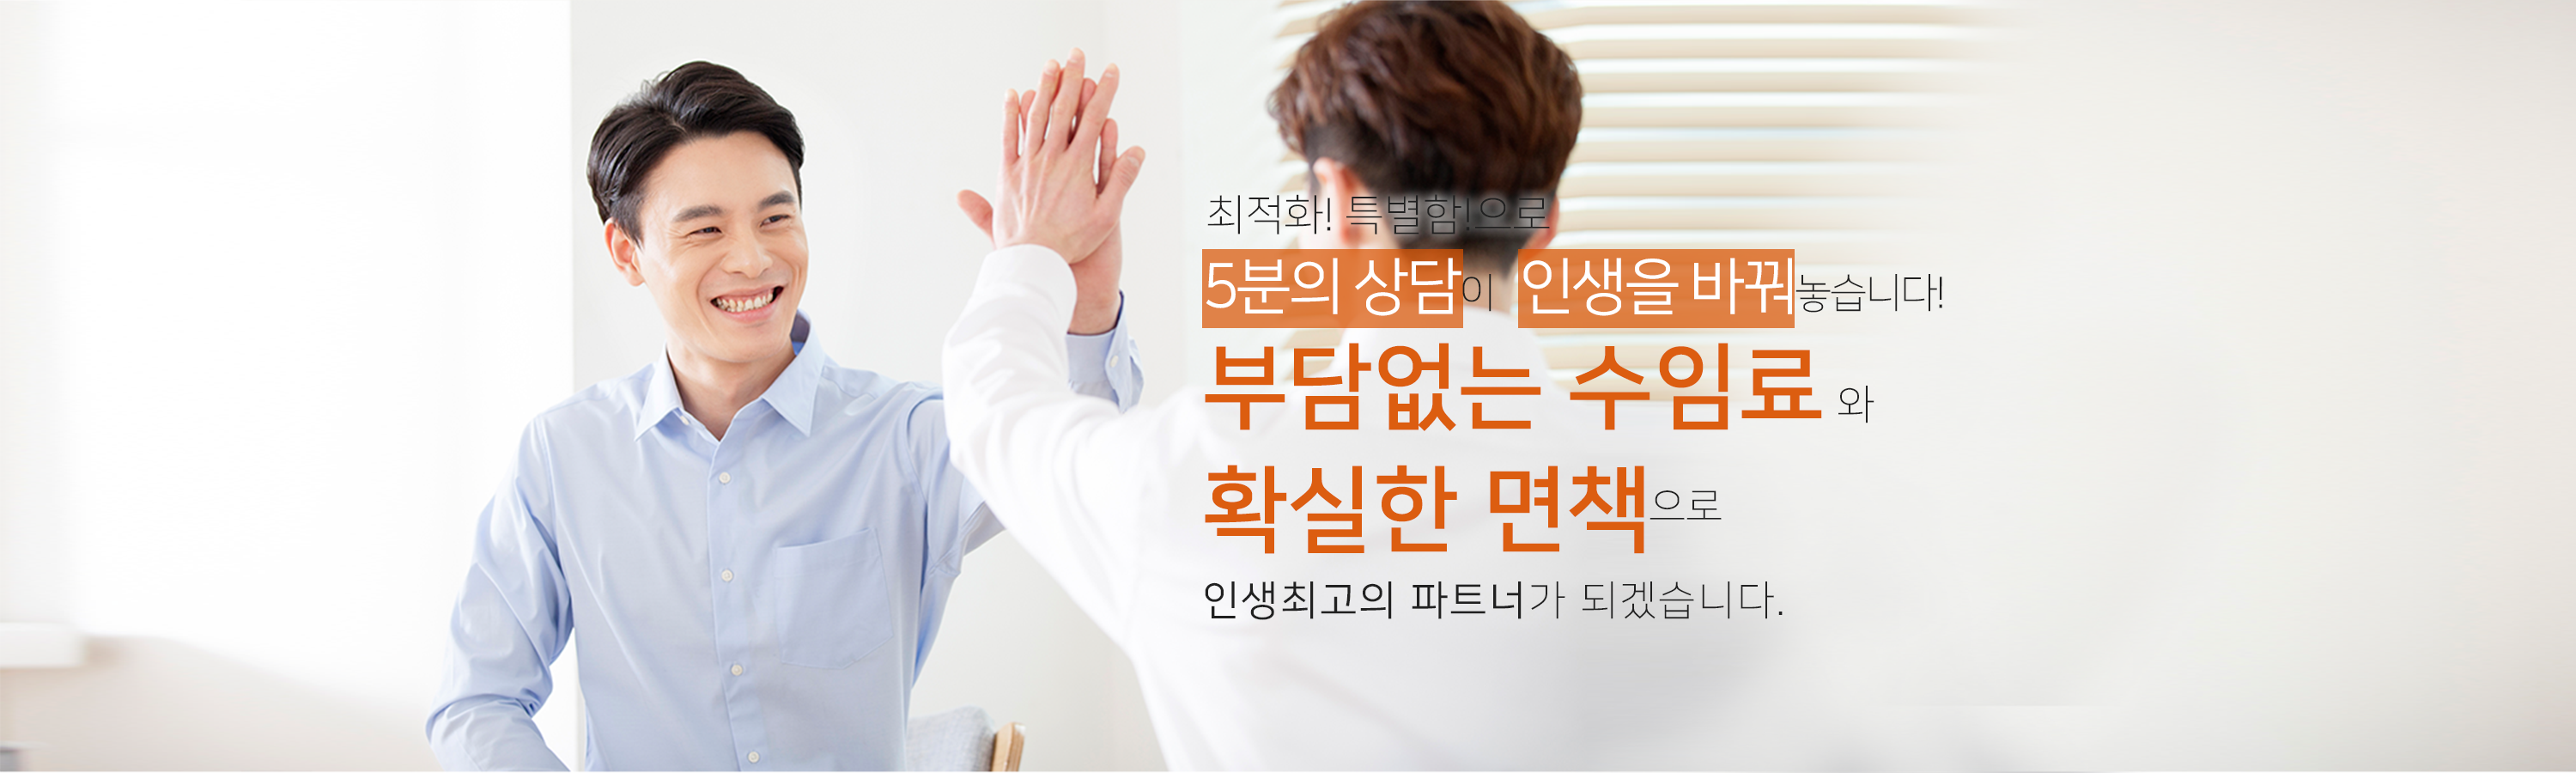 최적화! 특별함!으로
5분의 상담이 인생을 바꿔놓습니다!
부담없는 수임료 와
확실한 면책으로
인생최고의 파트너가 되겠습니다.